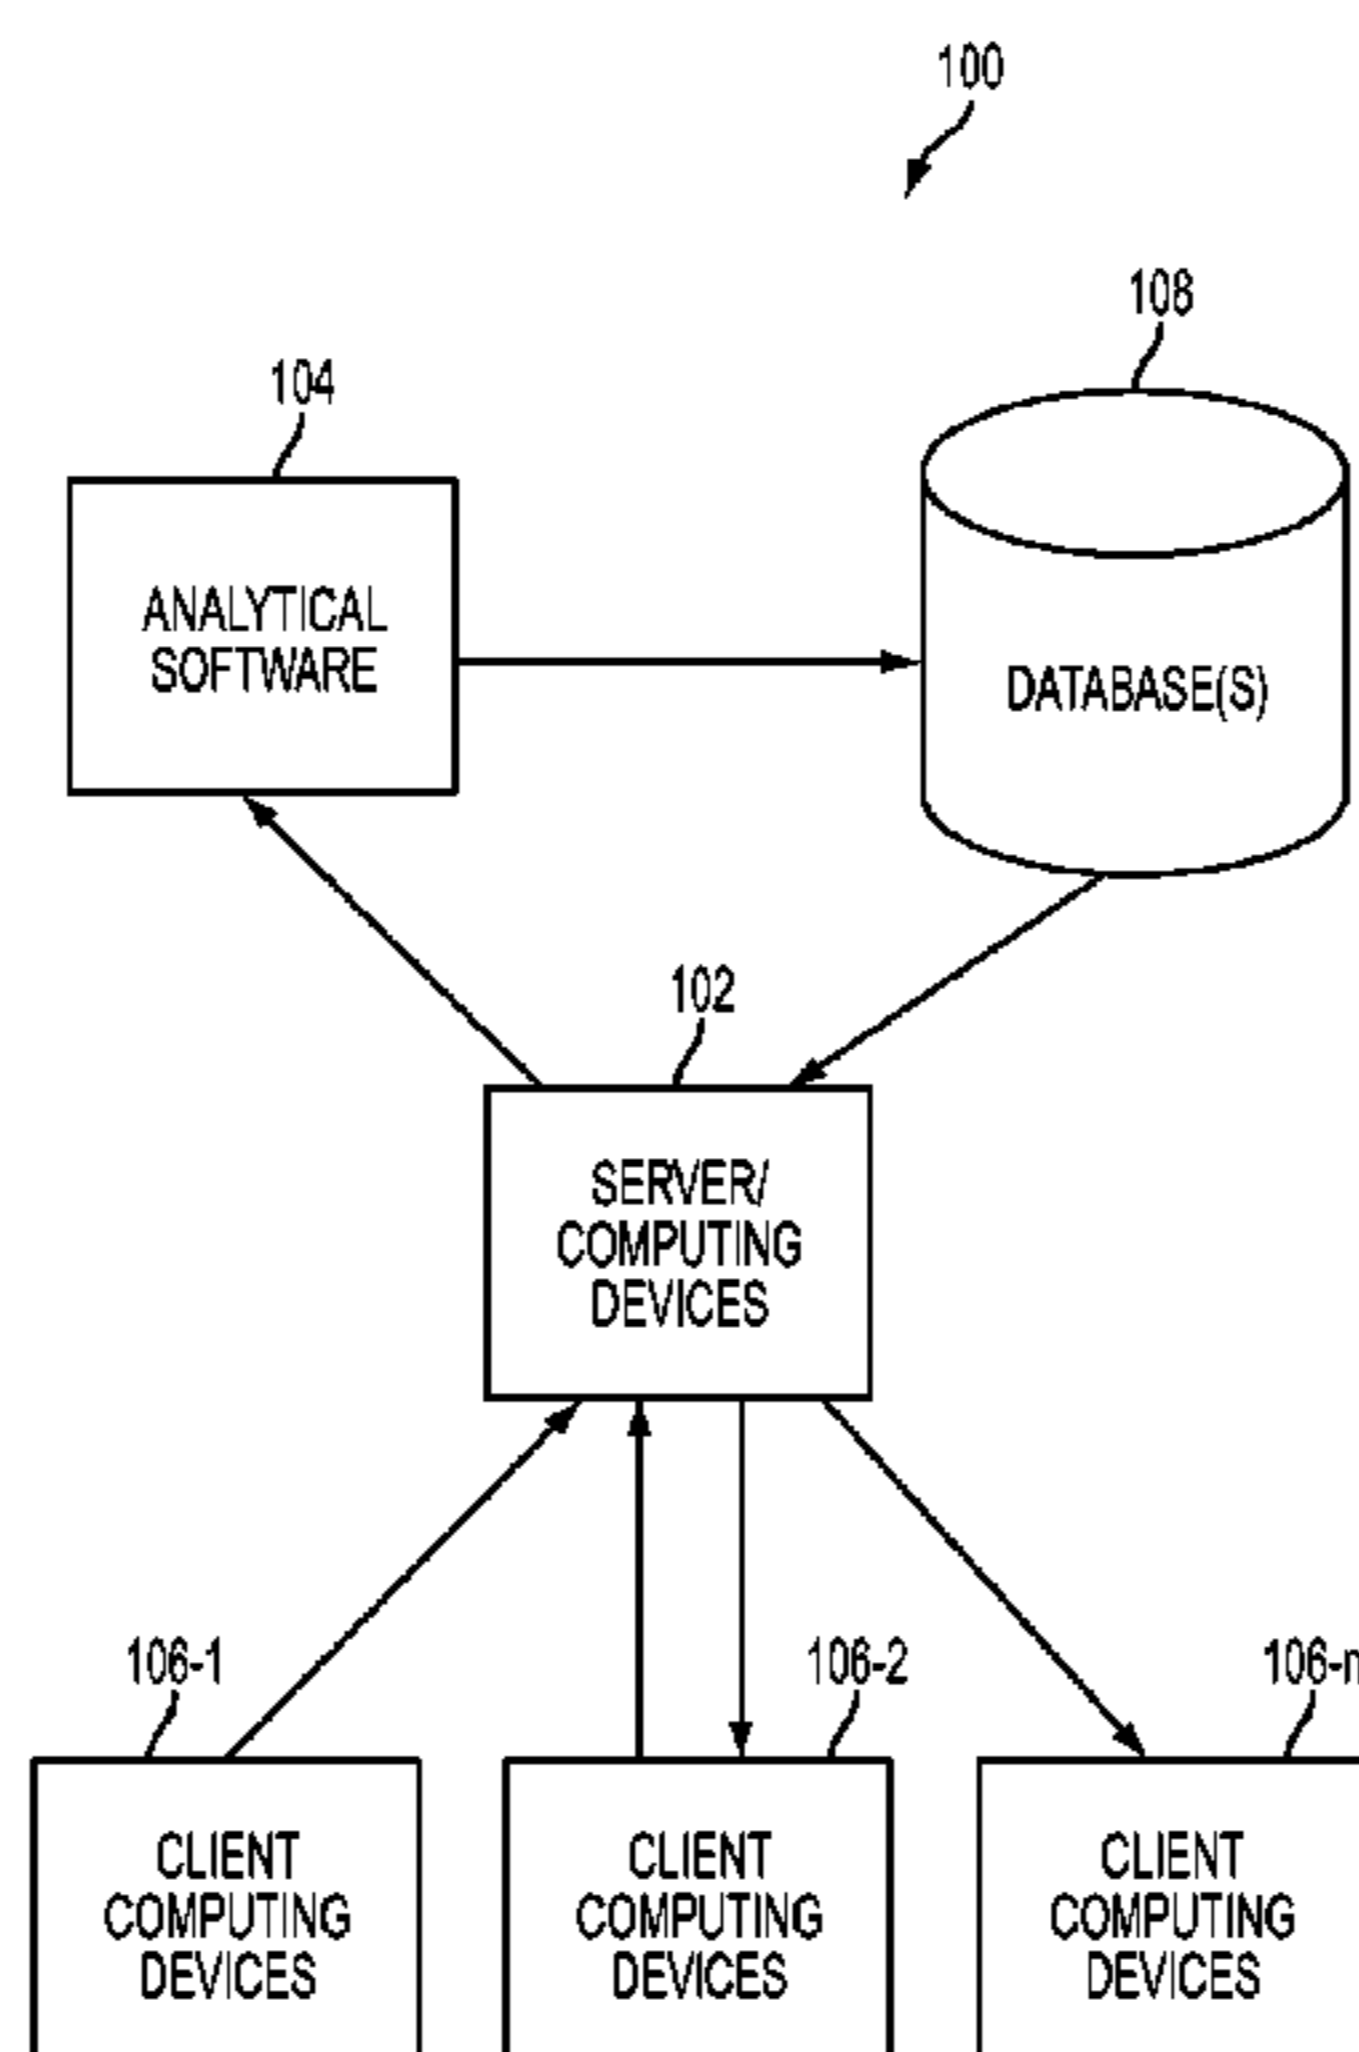 100
108
104
ANALYTICAL
SOFTWARE
DATABASE(S)
102
SERVER/
COMPUTING
DEVICES
106-1
106-2
106-n
CLIENT
COMPUTING
DEVICES
CLIENT
COMPUTING
DEVICES
CLIENT
COMPUTING
DEVICES